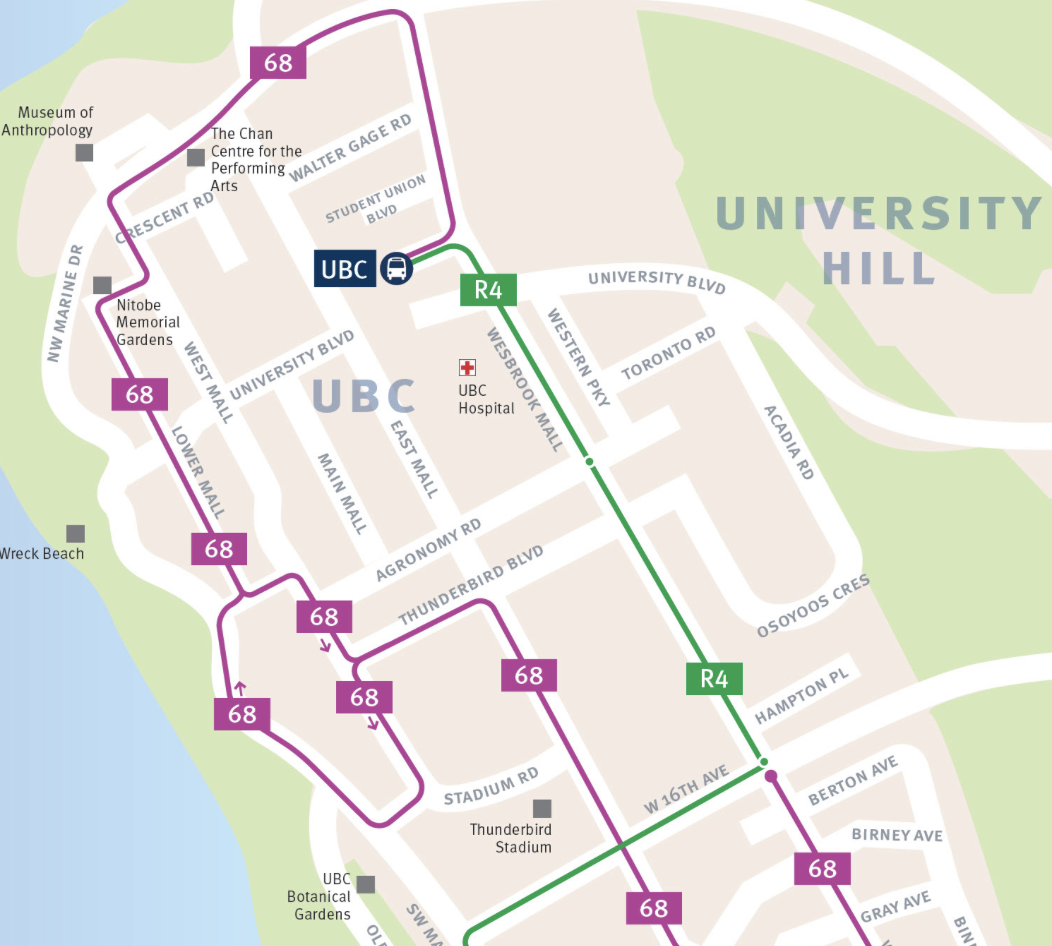 68
Museum of
Anthropology
The Chan
Centre for the
Performing
Arts
WALTER GAGE RD
CRESCENT RD
STUDENT UNION
BLVD
UNIVERSITY
HILL
UBC
R4
UNIVERSITY BLVD
NW MARINE DR
Nitobe
Memorial
Gardens
WEST MALL
UNIVERSITY BLVD
UBC
UBC
Hospital
WESBROOK MALL
WESTERN PKY
TORONTO RD
68
LOWER MALL
MAIN MALL
EAST MALL
ACADIA RD
Wreck Beach
68
AGRONOMY RD
THUNDERBIRD BLVD
OSOYOOS CRES
68
68
68
68
R4
HAMPTON PL
STADIUM RD
W 16TH AVE
BERTON AVE
Thunderbird
Stadium
BIRNEY AVE
68
UBC
Botanical
Gardens
SW MA
OL
68
GRAY AVE
BIN